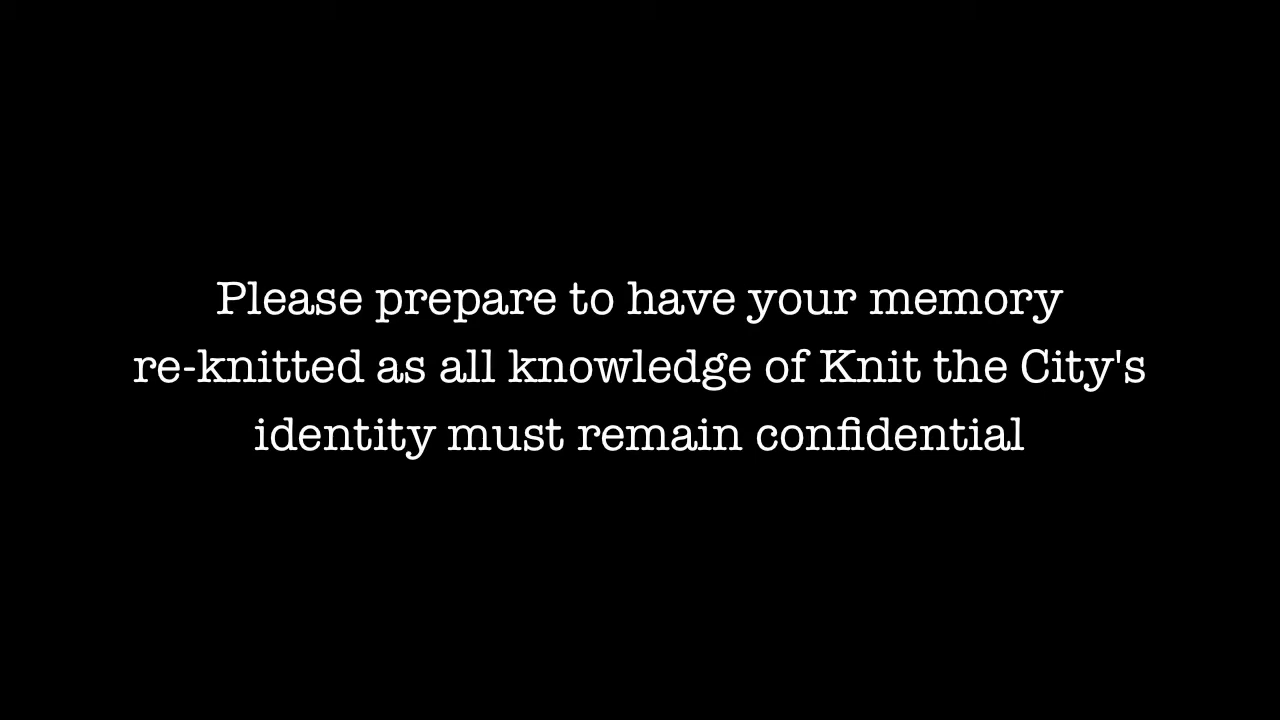 Please prepare to have your memory
re-knitted as all knowledge of Knit the City's
identity must remain confidential